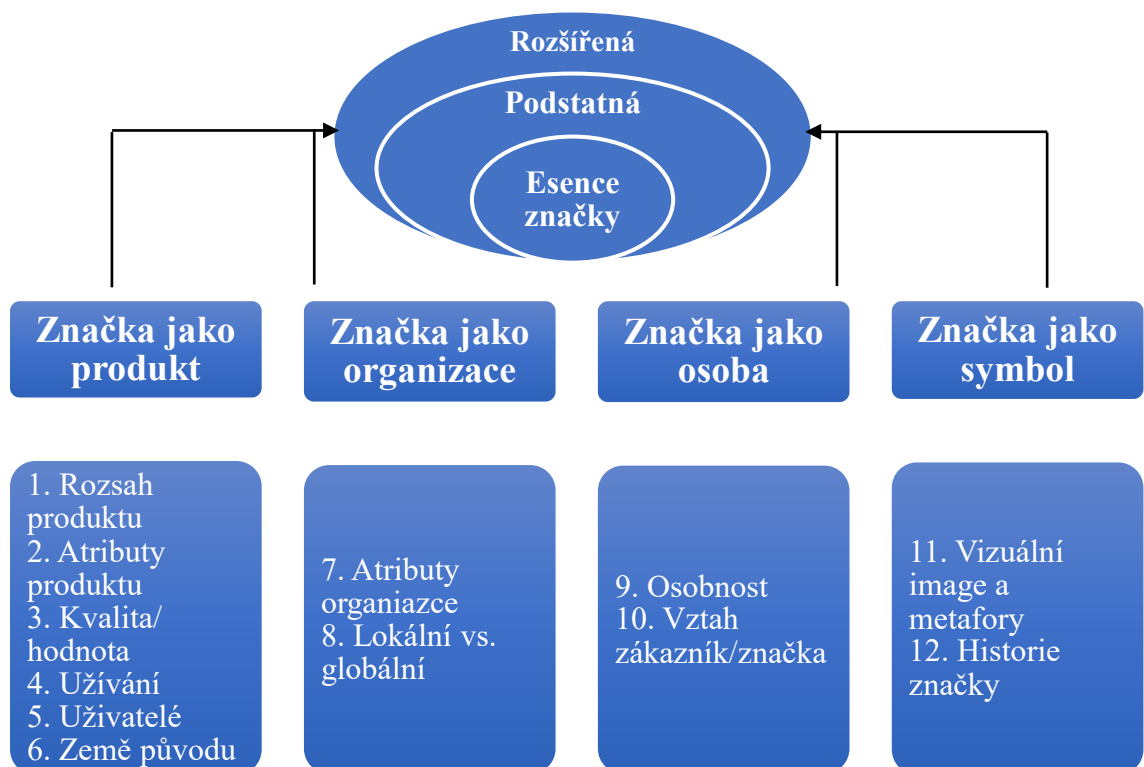 Rozšířená
Podstatná
Esence
značky
Značka jako
produkt
Značka jako
organizace
Značka jako
osoba
Značka jako
symbol
1. Rozsah
produktu
2. Atributy
produktu
3. Kvalita/
hodnota
4. Užívání
5. Uživatelé
6. Země původu
7. Atributy
organiazce
8. Lokální vs.
globální
9. Osobnost
10. Vztah
zákazník/značka
11. Vizuální
image a
metafory
12. Historie
značky